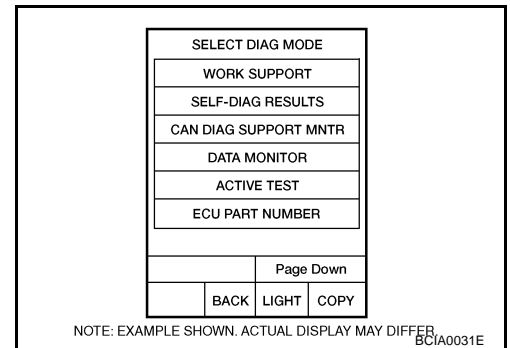 SELECT DIAG MODE
WORK SUPPORT
SELF-DIAG RESULTS
CAN DIAG SUPPORT MNTR
DATA MONITOR
ACTIVE TEST
ECU PART NUMBER
Page Down
BACK LIGHT COPY
NOTE: EXAMPLE SHOWN. ACTUAL DISPLAY MAY DIFFER.
BCIA0031E